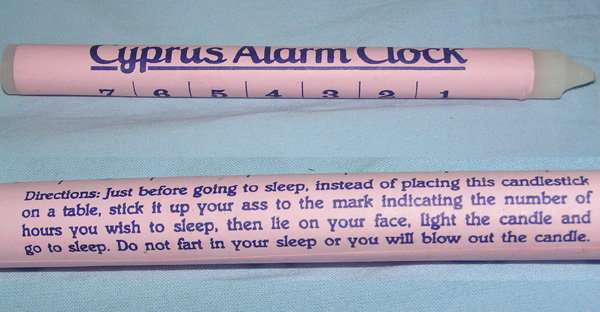 Cyprus Alarm Clock
7 6 5 4 3 2 1
Directions: Just before going to sleep, instead of placing this candlestick
on a table, stick it up your ass to the mark indicating the number of
hours you wish to sleep, then lie on your face, light the candle and
go to sleep. Do not fart in your sleep or you will blow out the candle.